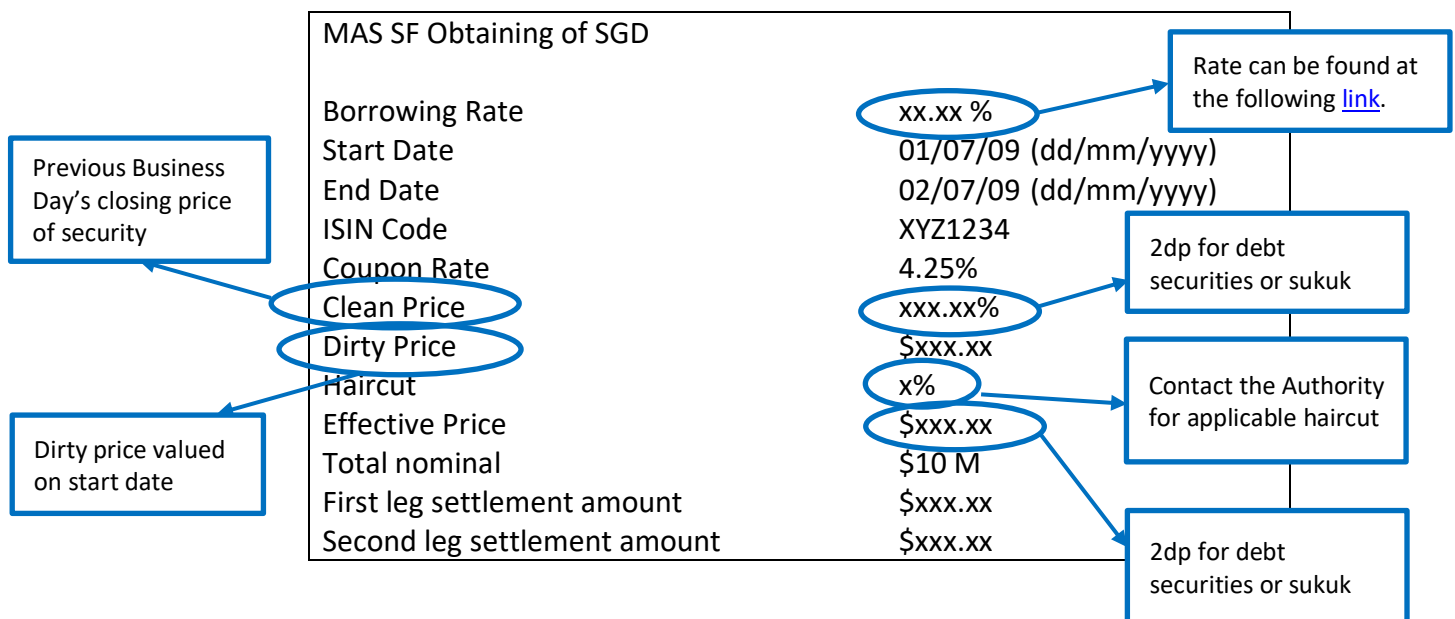 MAS SF Obtaining of SGD
Rate can be found at
the following link.
Borrowing Rate xx.xx %
Start Date 01/07/09 (dd/mm/yyyy)
End Date 02/07/09 (dd/mm/yyyy)
ISIN Code XYZ1234
Coupon Rate 4.25%
Clean Price xxx.xx%
Dirty Price $xxx.xx
Haircut x%
Effective Price $xxx.xx
Total nominal $10 M
First leg settlement amount $xxx.xx
Second leg settlement amount $xxx.xx
Previous Business
Day’s closing price
of security
Dirty price valued
on start date
2dp for debt
securities or sukuk
Contact the Authority
for applicable haircut
2dp for debt
securities or sukuk